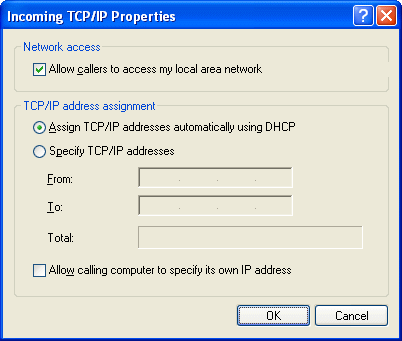 Incoming TCP/IP Properties
Network access
Allow callers to access my local area network
TCP/IP address assignment
Assign TCP/IP addresses automatically using DHCP
Specify TCP/IP addresses
From:
To:
Total:
Allow calling computer to specify its own IP address
OK Cancel